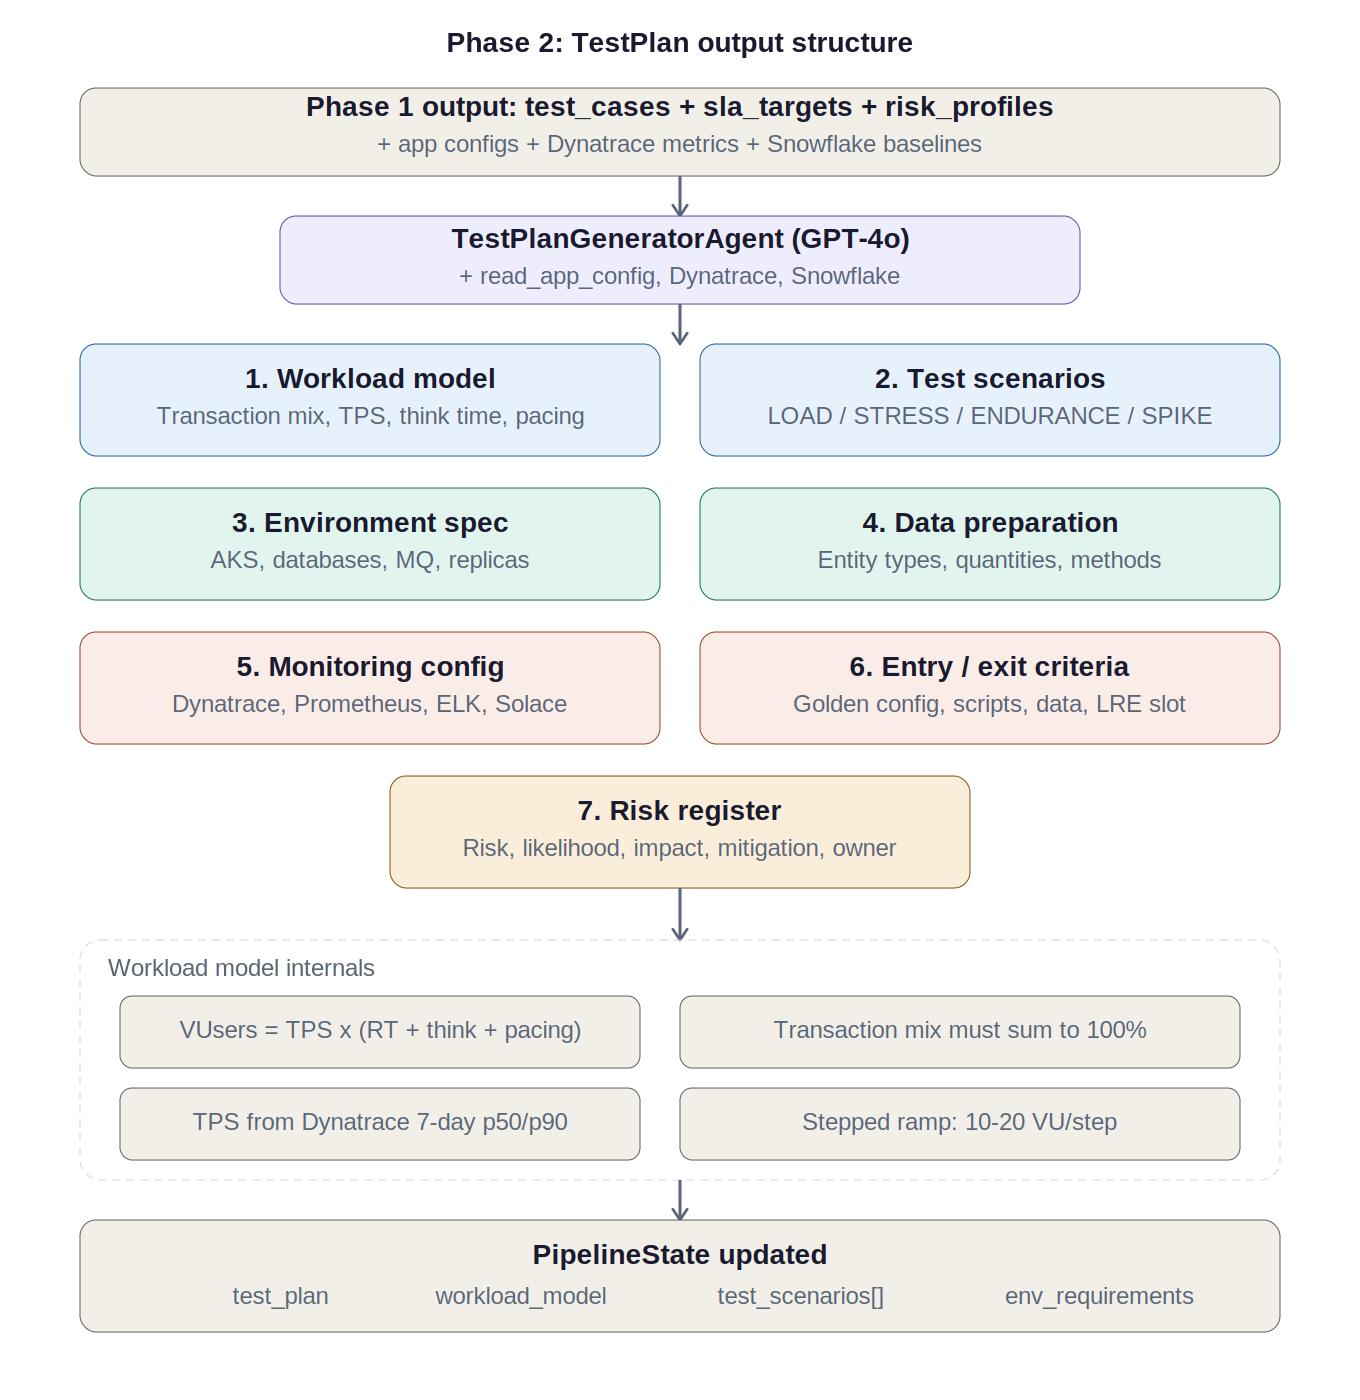 Phase 2: TestPlan output structure
Phase 1 output: test_cases + sla_targets + risk_profiles
+ app configs + Dynatrace metrics + Snowflake baselines
TestPlanGeneratorAgent (GPT-4o)
+ read_app_config, Dynatrace, Snowflake
1. Workload model
Transaction mix, TPS, think time, pacing
2. Test scenarios
LOAD / STRESS / ENDURANCE / SPIKE
3. Environment spec
AKS, databases, MQ, replicas
4. Data preparation
Entity types, quantities, methods
5. Monitoring config
Dynatrace, Prometheus, ELK, Solace
6. Entry / exit criteria
Golden config, scripts, data, LRE slot
7. Risk register
Risk, likelihood, impact, mitigation, owner
Workload model internals
VUsers = TPS x (RT + think + pacing)
Transaction mix must sum to 100%
TPS from Dynatrace 7-day p50/p90
Stepped ramp: 10-20 VU/step
PipelineState updated
test_plan workload_model test_scenarios[] env_requirements